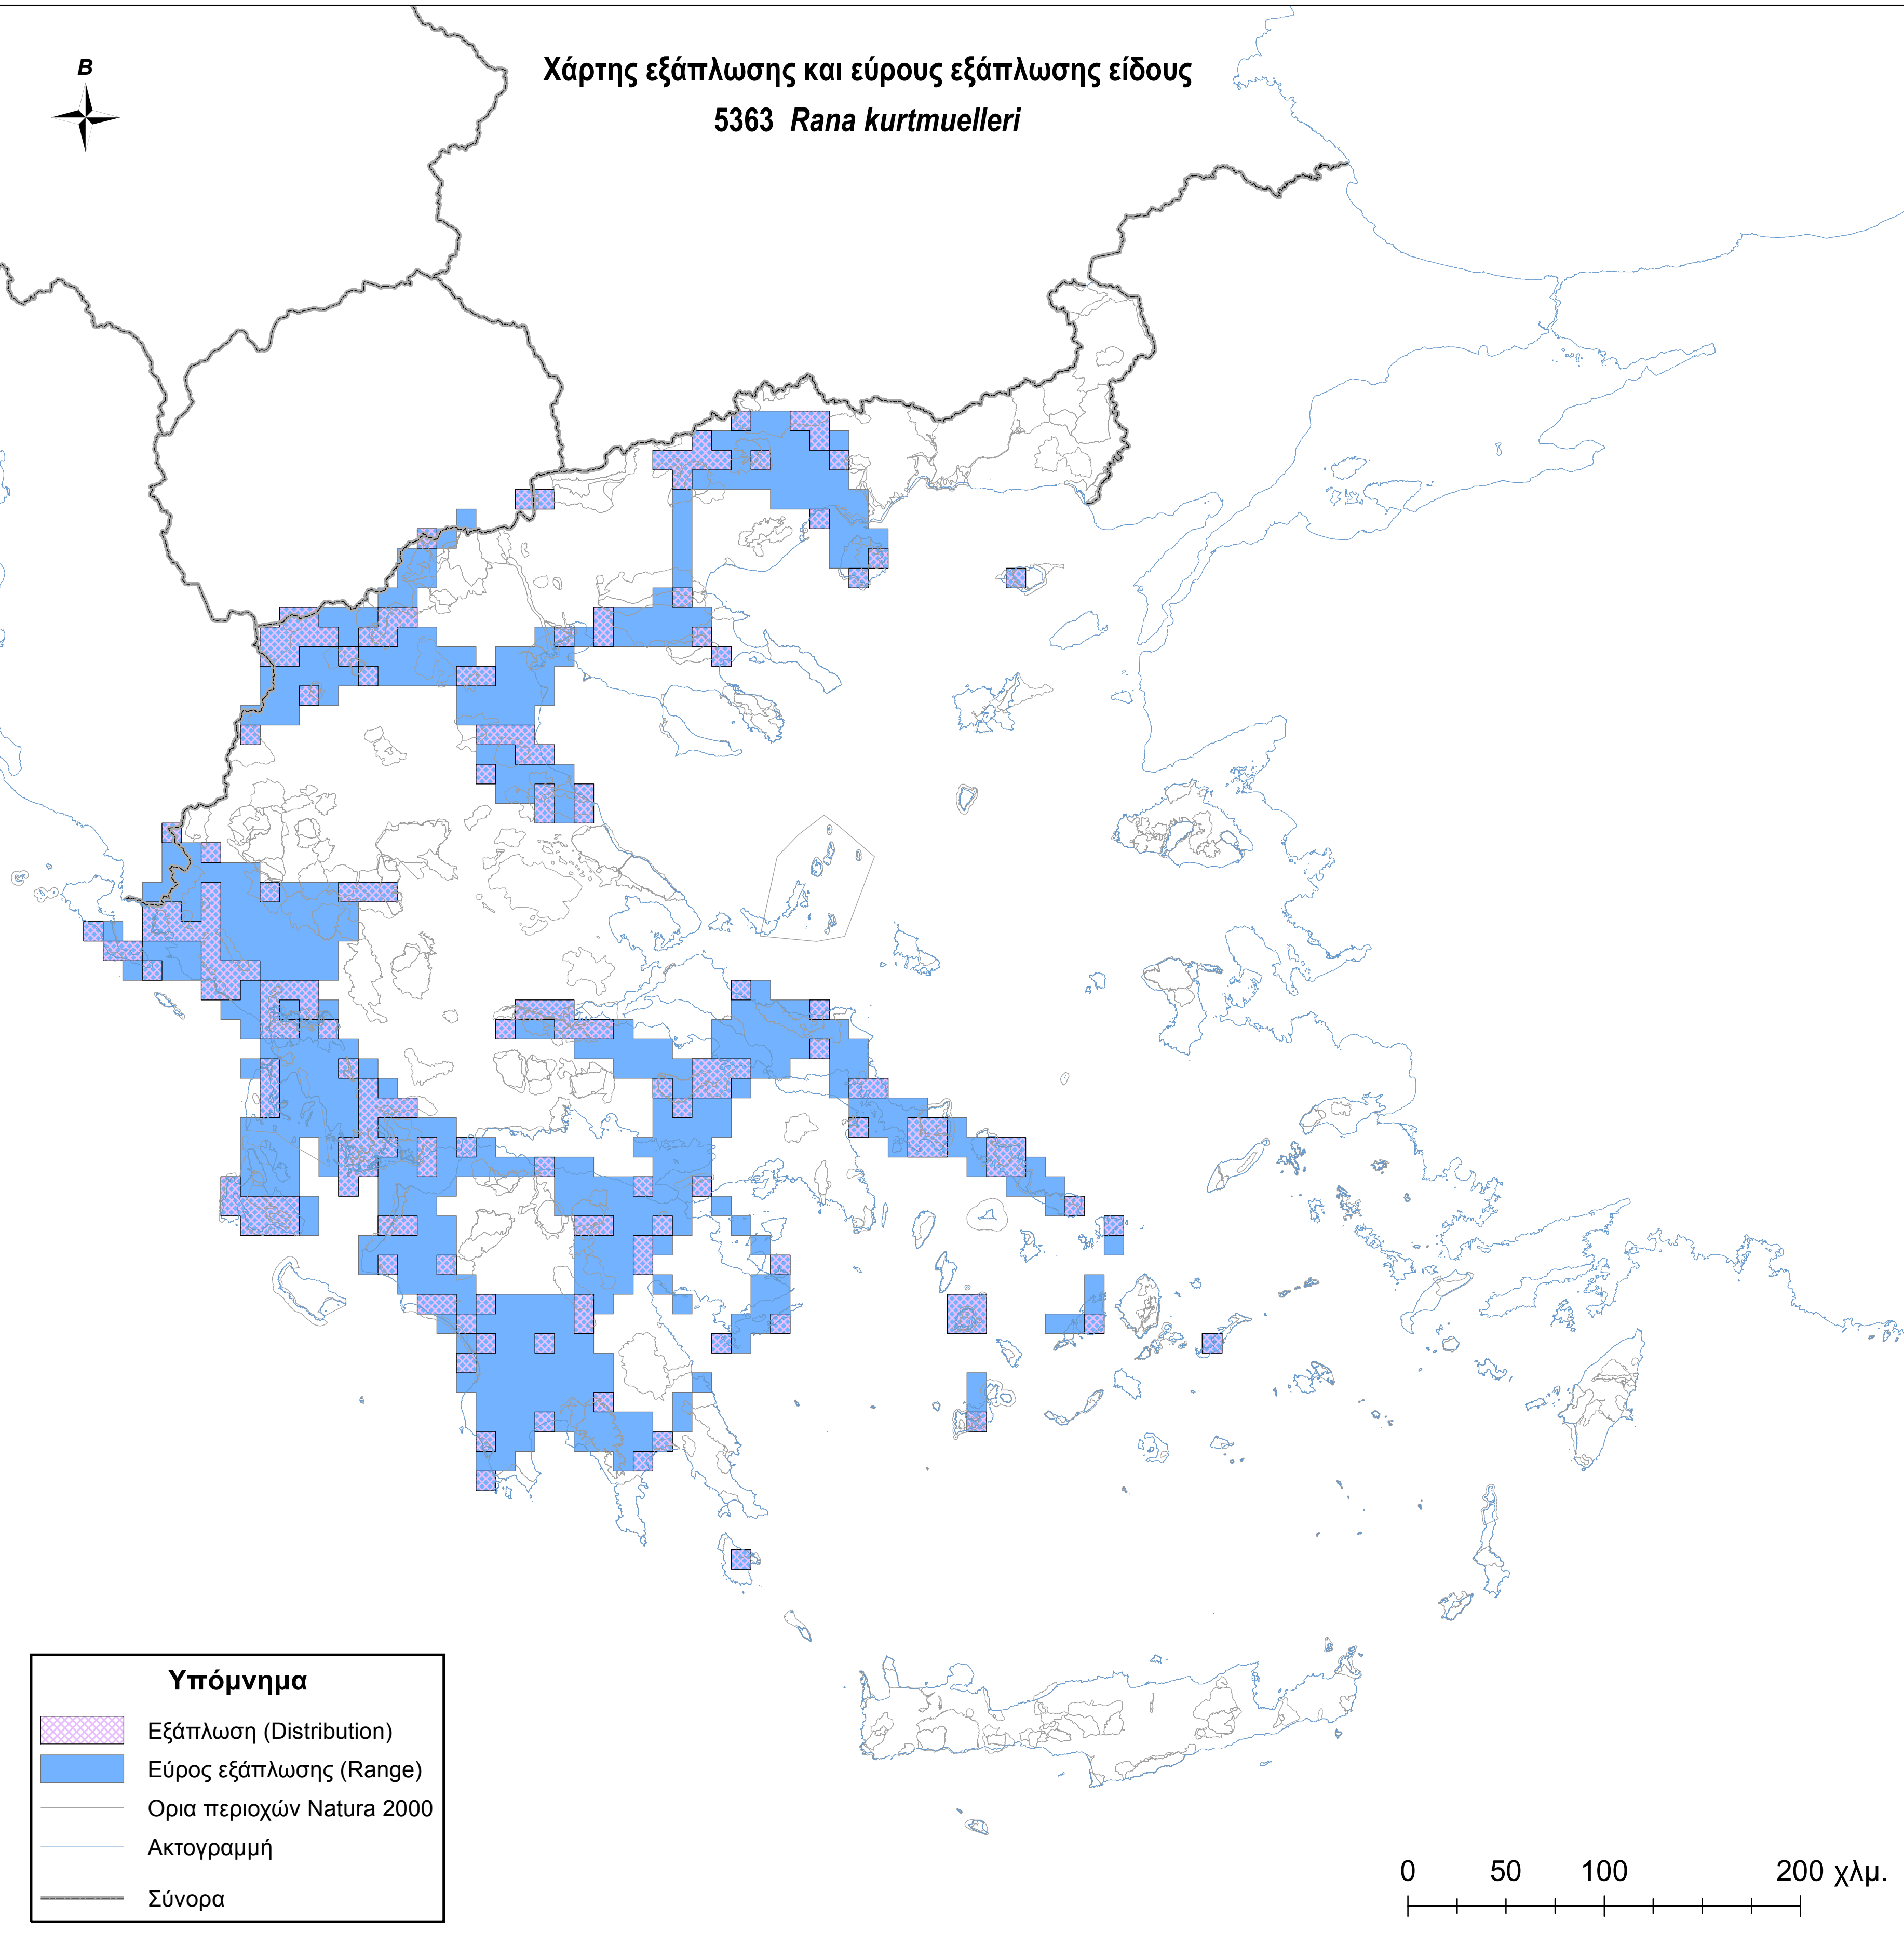 Β
Χάρτης εξάπλωσης και εύρους εξάπλωσης είδους
5363 Rana kurtmuelleri
Υπόμνημα
Εξάπλωση (Distribution)
Εύρος εξάπλωσης (Range)
Ορια περιοχών Natura 2000
Ακτογραμμή
Σύνορα
0 50 100 200 χλμ.